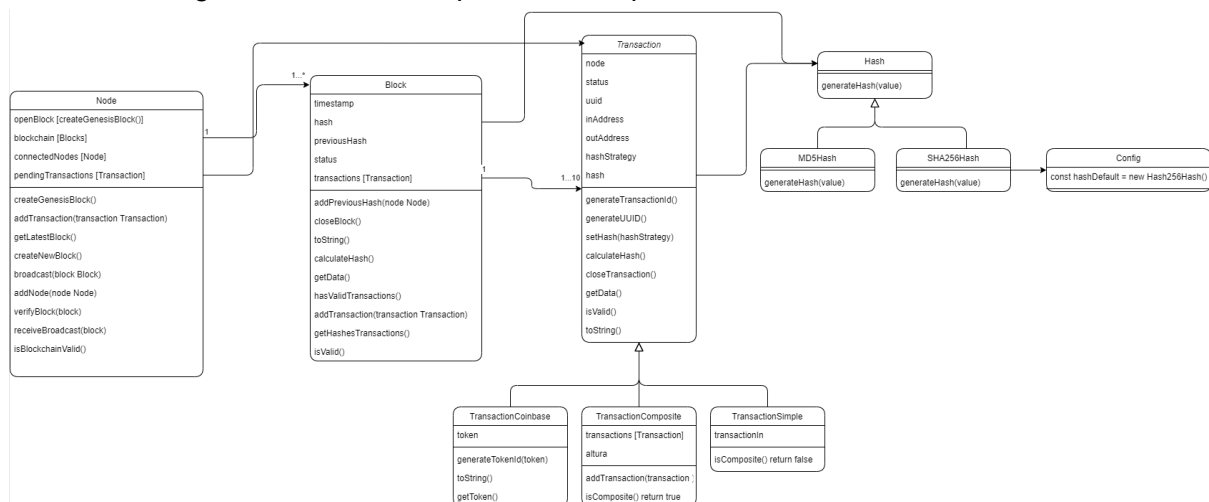 Node
openBlock [createGenesisBlock()]
blockchain [Blocks]
connectedNodes [Node]
pendingTransactions [Transaction]
createGenesisBlock()
addTransaction(transaction Transaction)
getLatestBlock()
createNewBlock()
broadcast(block Block)
addNode(node Node)
verifyBlock(block)
receiveBroadcast(block)
isBlockchainValid()
1
1...*
Block
timestamp
hash
previousHash
status
transactions [Transaction]
addPreviousHash(node Node)
closeBlock()
toString()
calculateHash()
getData()
hasValidTransactions()
addTransaction(transaction Transaction)
getHashesTransactions()
isValid()
1
1...10
Transaction
node
status
uuid
inAddress
outAddress
hashStrategy
hash
generateTransactionId()
generateUUID()
setHash(hashStrategy)
calculateHash()
closeTransaction()
getData()
isValid()
toString()
Hash
generateHash(value)
MD5Hash
generateHash(value)
SHA256Hash
generateHash(value)
Config
const hashDefault = new Hash256Hash()
TransactionCoinbase
token
generateTokenId(token)
toString()
getToken()
TransactionComposite
transactions [Transaction]
altura
addTransaction(transaction )
isComposite() return true
TransactionSimple
transactionIn
isComposite() return false